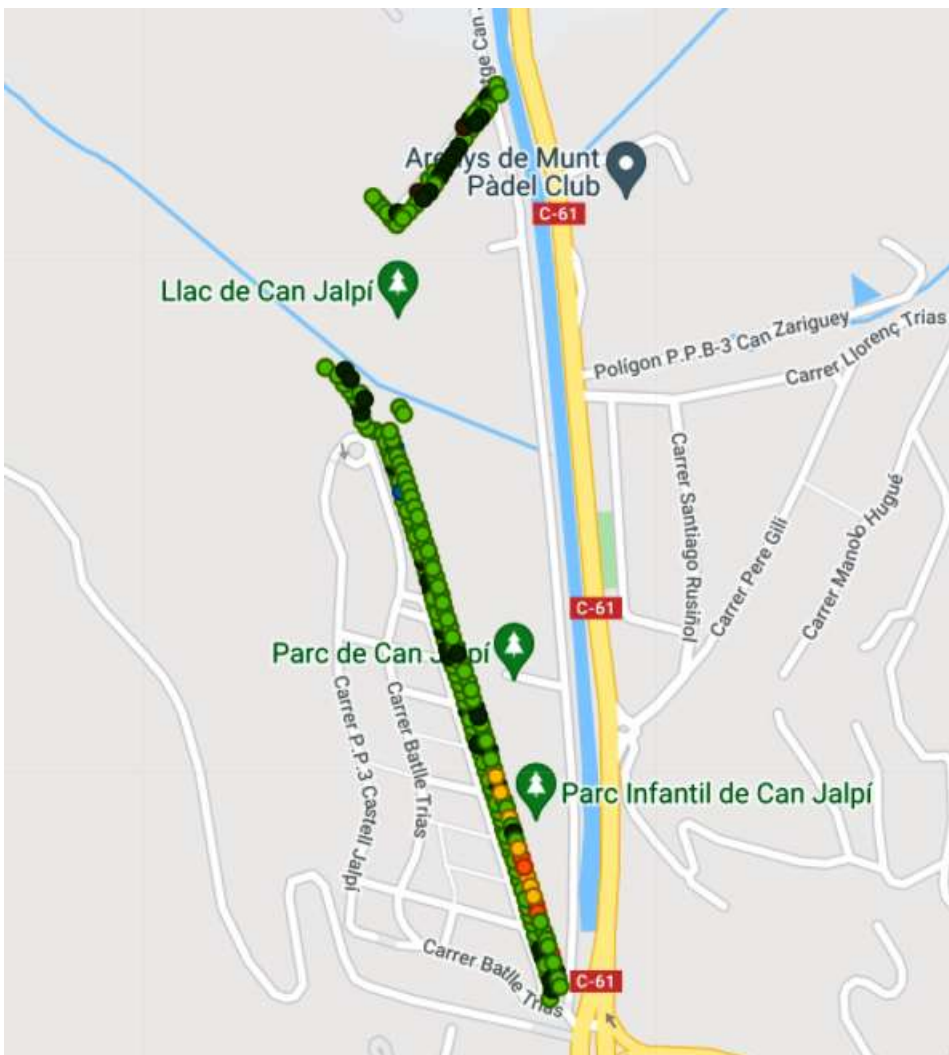 tge Can
Arenys de Munt
Pàdel Club
C-61
Llac de Can Jalpí
Polígon P.P.B-3 Can Zariguey
Carrer Llorenç Trias
Carrer Santiago Rusiñol
Carrer Pere Gili
Carrer Manolo Hugué
C-61
Parc de Can Jalpí
Carrer P.P.3 Castell Jalpí
Carrer Batlle Trias
Parc Infantil de Can Jalpí
Carrer Batlle Trias
C-61